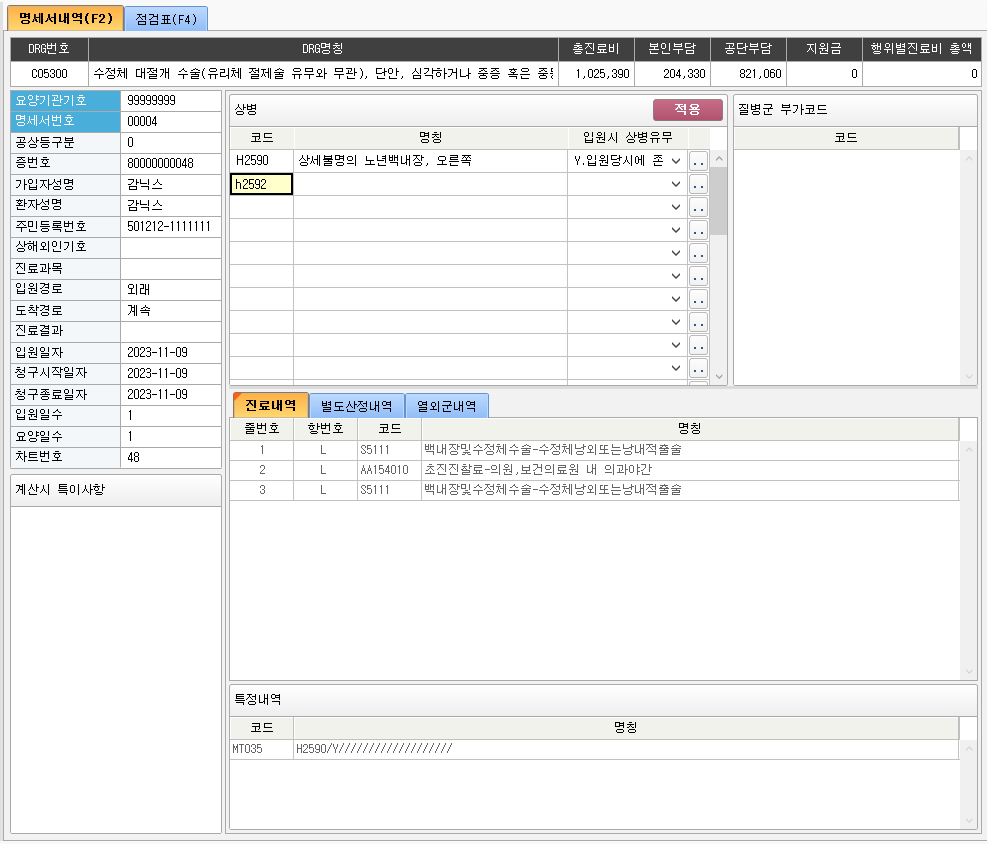 명세서내역(F2) 점검표(F4)
DRG번호 DRG명칭 총진료비 본인부담 공단부담 지원금 행위별진료비 총액
C05300 수정체 대절개 수술(유리체 절제술 유무와 무관), 단안, 심각하거나 중증 혹은 중등 1,025,390 204,330 821,060 0 0
요양기관기호 99999999
명세서번호 00004
공상등구분 0
증번호 80000000048
가입자성명 감닉스
환자성명 감닉스
주민등록번호 501212-1111111
상해외인기호
진료과목
입원경로 외래
도착경로 계속
진료결과
입원일자 2023-11-09
청구시작일자 2023-11-09
청구종료일자 2023-11-09
입원일수 1
요양일수 1
차트번호 48
계산시 특이사항
상병 적용
코드 명칭 입원시 상병유무
H2590 상세불명의 노년백내장, 오른쪽 Y.입원당시에 존 ..
h2592 ..
..
..
..
..
..
..
..
..
질병군 부가코드
코드
진료내역 별도산정내역 열외군내역
줄번호 항번호 코드 명칭
1 L S5111 백내장및수정체수술-수정체낭외또는낭내적출술
2 L AA154010 초진진찰료-의원,보건의료원 내 의과야간
3 L S5111 백내장및수정체수술-수정체낭외또는낭내적출술
특정내역
코드 명칭
MT035 H2590/Y///////////////////